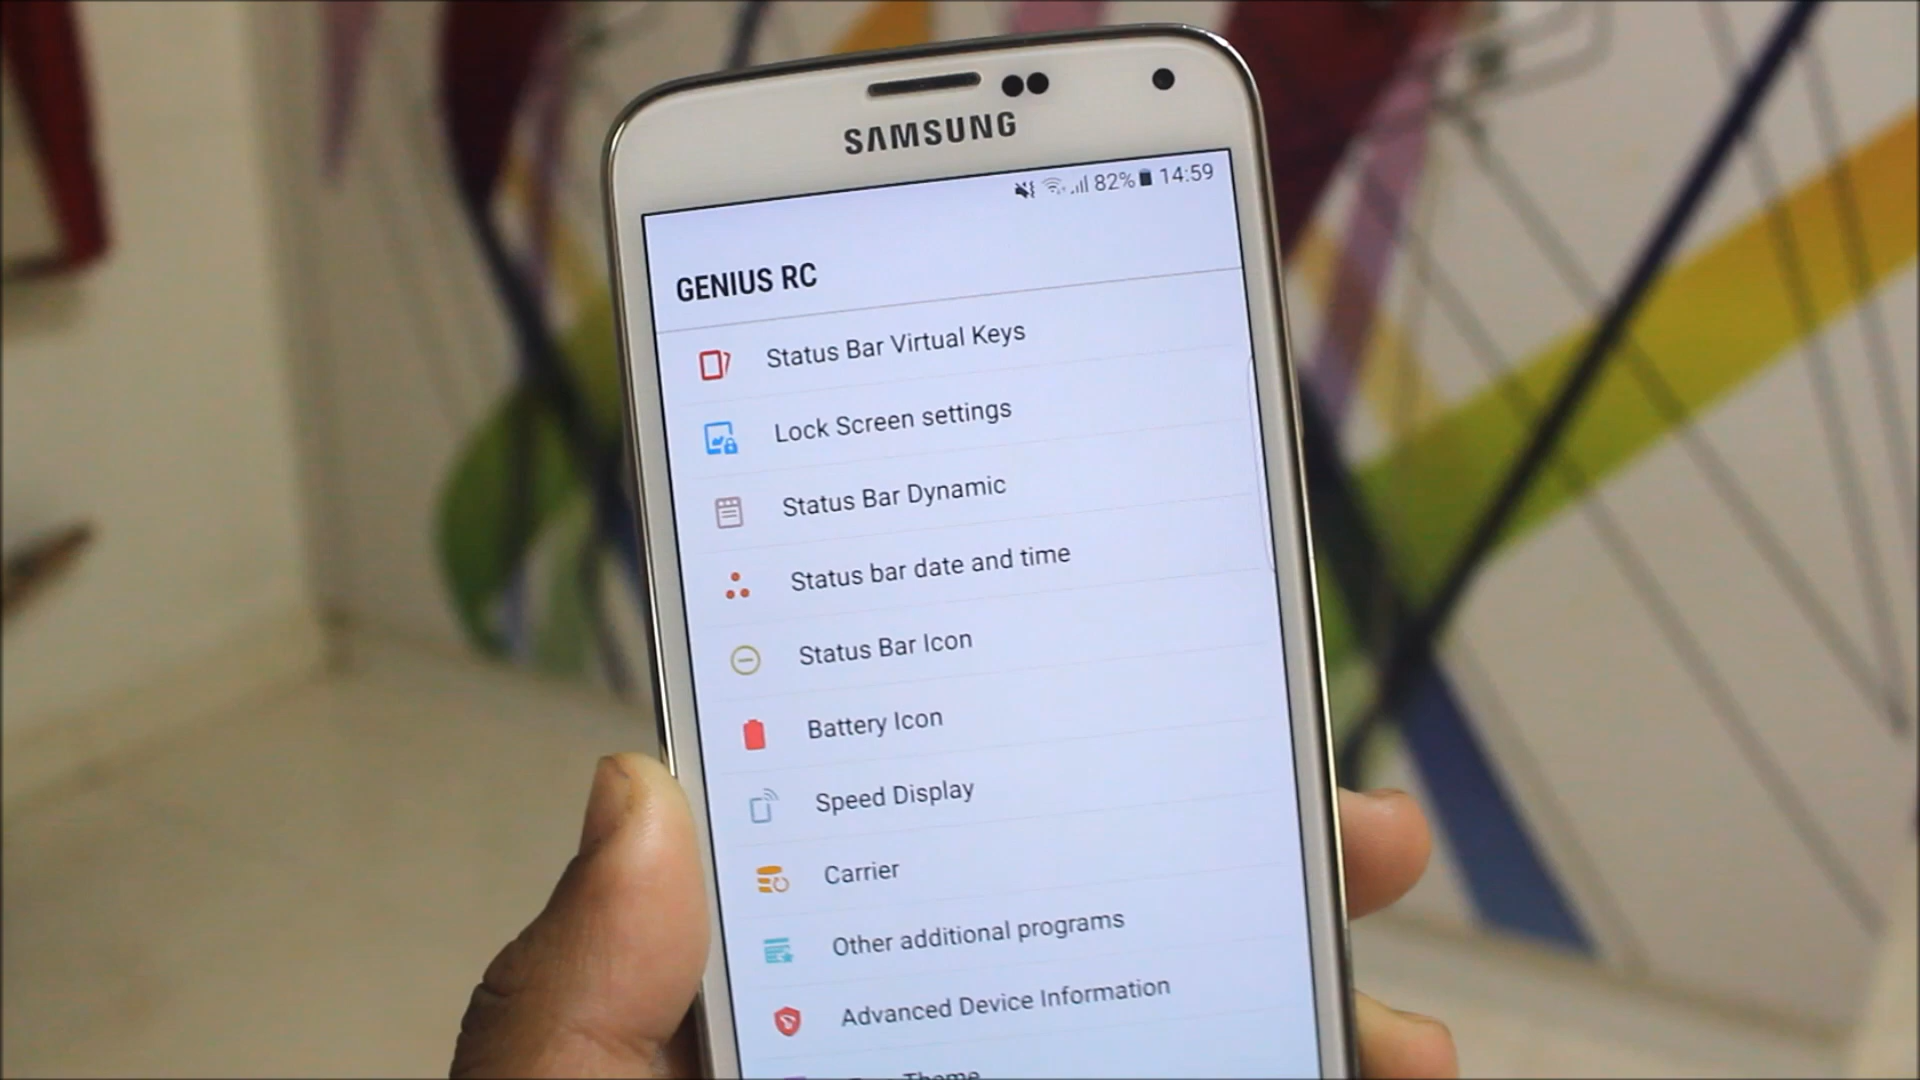 SAMSUNG
82% 14:59
GENIUS RC
Status Bar Virtual Keys
Lock Screen settings
Status Bar Dynamic
Status bar date and time
Status Bar Icon
Battery Icon
Speed Display
Carrier
Other additional programs
Advanced Device Information
Theme